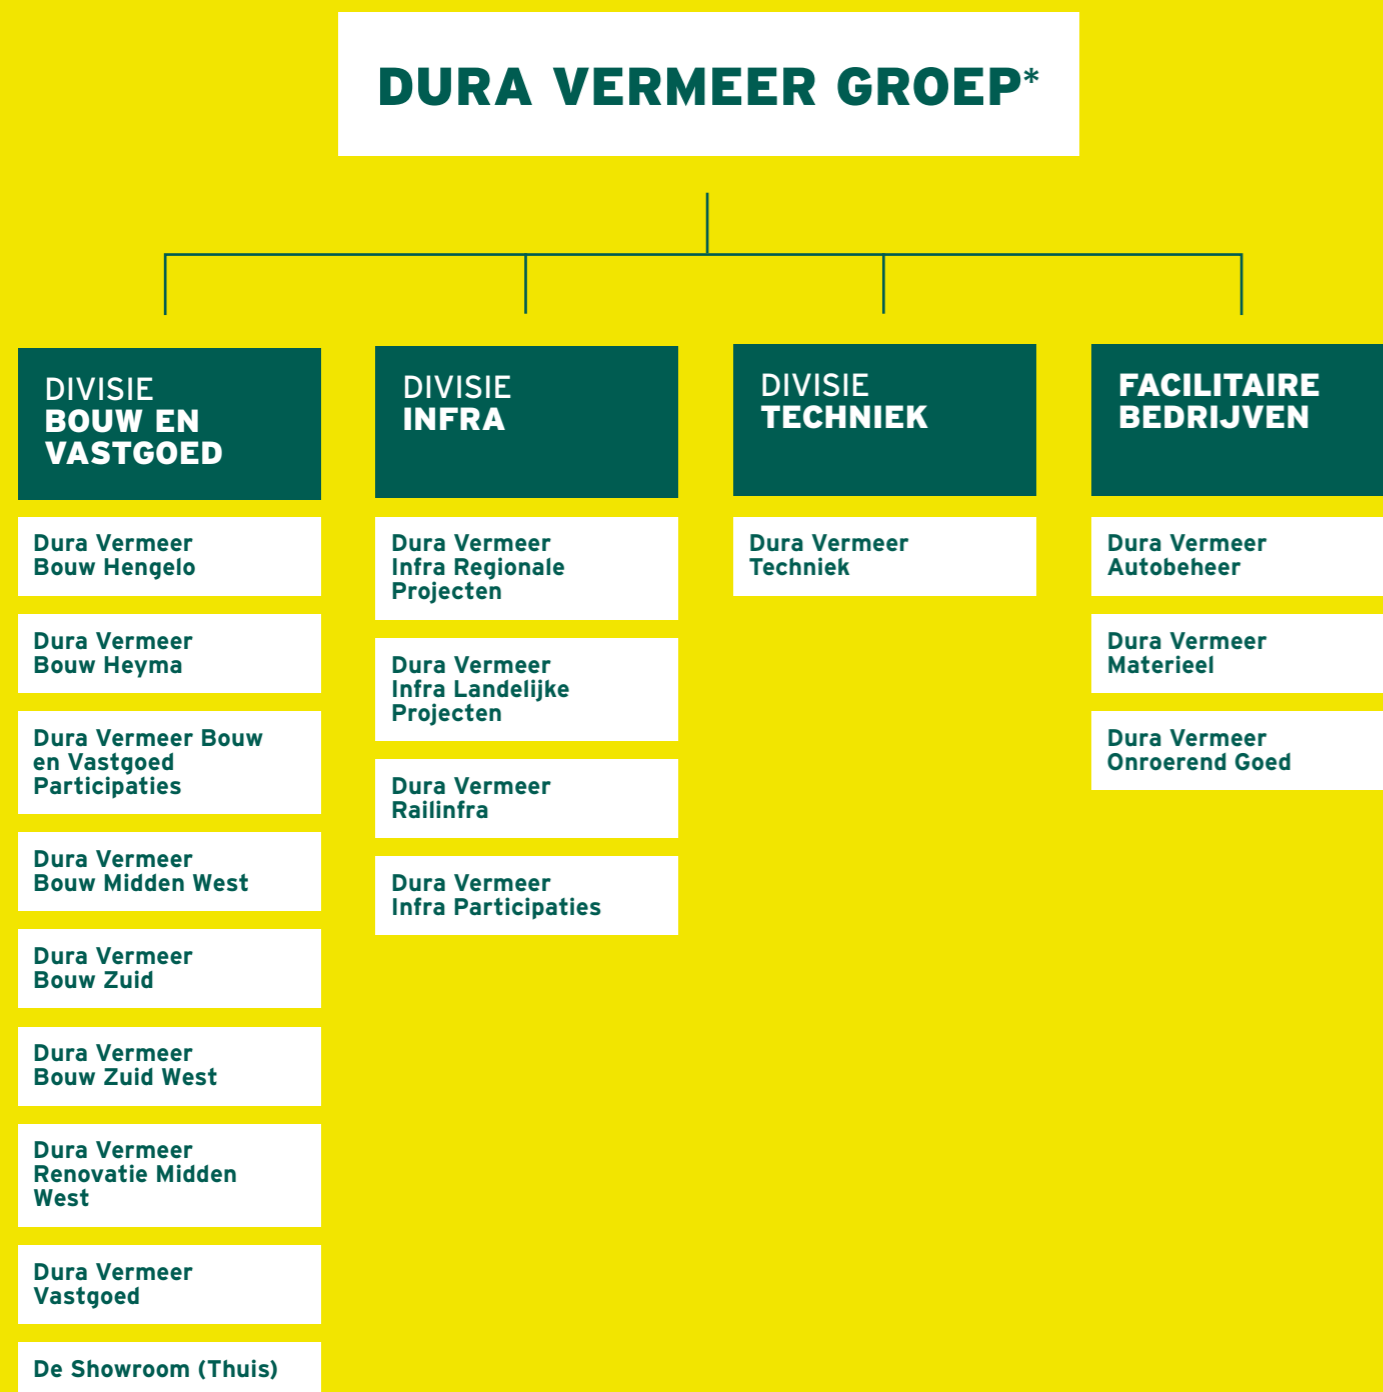 DURA VERMEER GROEP*
DIVISIE
BOUW EN
VASTGOED
Dura Vermeer
Bouw Hengelo
Dura Vermeer
Bouw Heyma
Dura Vermeer Bouw
en Vastgoed
Participaties
Dura Vermeer
Bouw Midden West
Dura Vermeer
Bouw Zuid
Dura Vermeer
Bouw Zuid West
Dura Vermeer
Renovatie Midden
West
Dura Vermeer
Vastgoed
De Showroom (Thuis)
DIVISIE
INFRA
Dura Vermeer
Infra Regionale
Projecten
Dura Vermeer
Infra Landelijke
Projecten
Dura Vermeer
Railinfra
Dura Vermeer
Infra Participaties
DIVISIE
TECHNIEK
Dura Vermeer
Techniek
FACILITAIRE
BEDRIJVEN
Dura Vermeer
Autobeheer
Dura Vermeer
Materieel
Dura Vermeer
Onroerend Goed